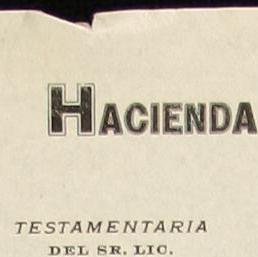 HACIENDA
TESTAMENTARIA
DEL SR. LIC.